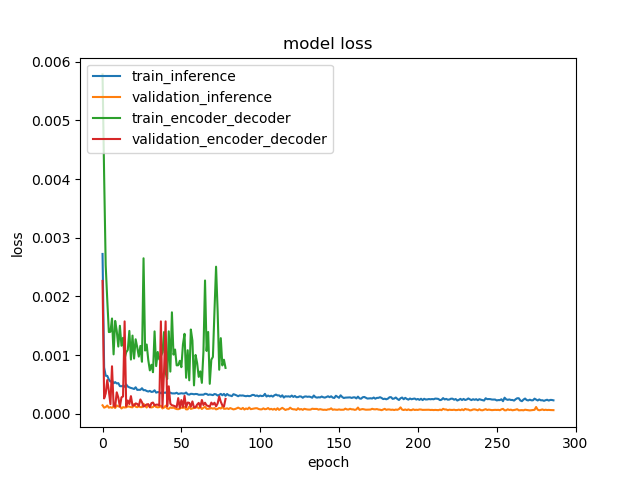 model loss
0.006
0.005
0.004
0.003
0.002
0.001
0.000
loss
train_inference
validation_inference
train_encoder_decoder
validation_encoder_decoder
0 50 100 150 200 250 300
epoch